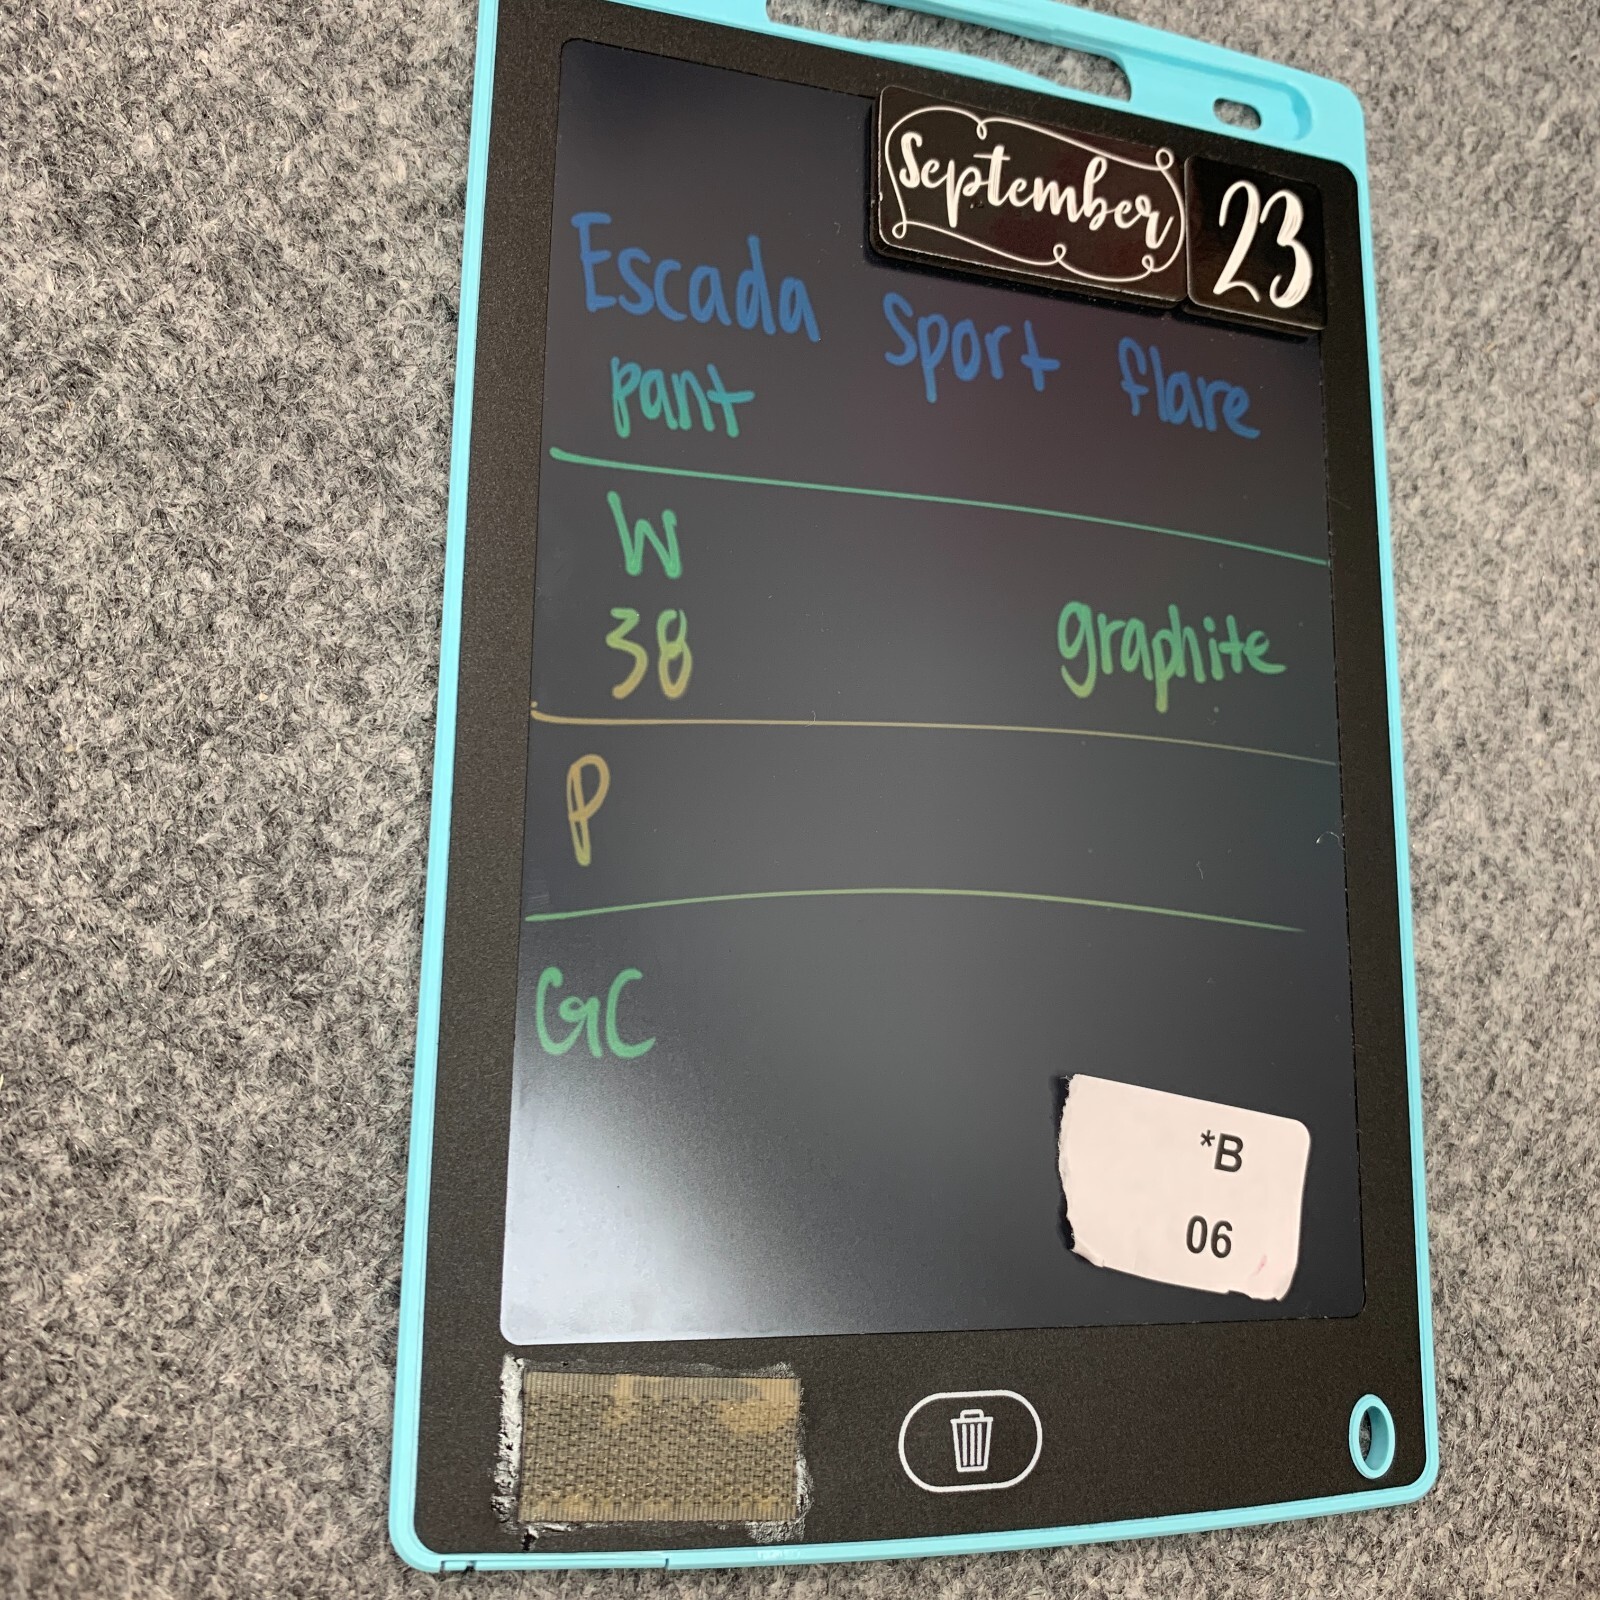 September 23
Escada Sport flare
pant
W
38 graphite
P
GC
*B
06